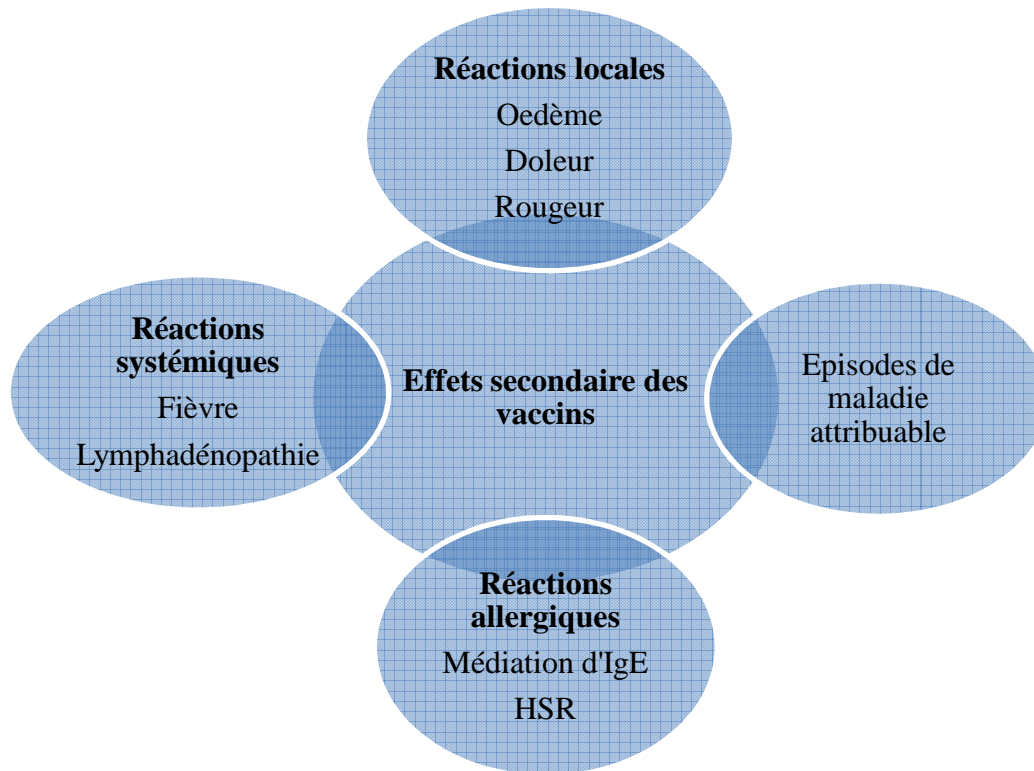 Réactions locales
Oedème
Doleur
Rougeur
Réactions
systémiques
Fièvre
Lymphadénopathie
Effets secondaire des
vaccins
Episodes de
maladie
attribuable
Réactions
allergiques
Médiation d'IgE
HSR